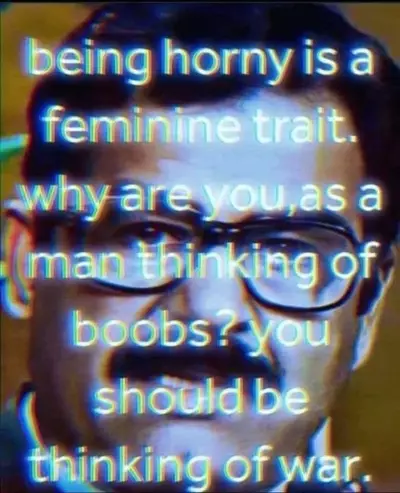 being horny is a
feminine trait.
why are you,as a
man thinking of
boobs? you
should be
thinking of war.